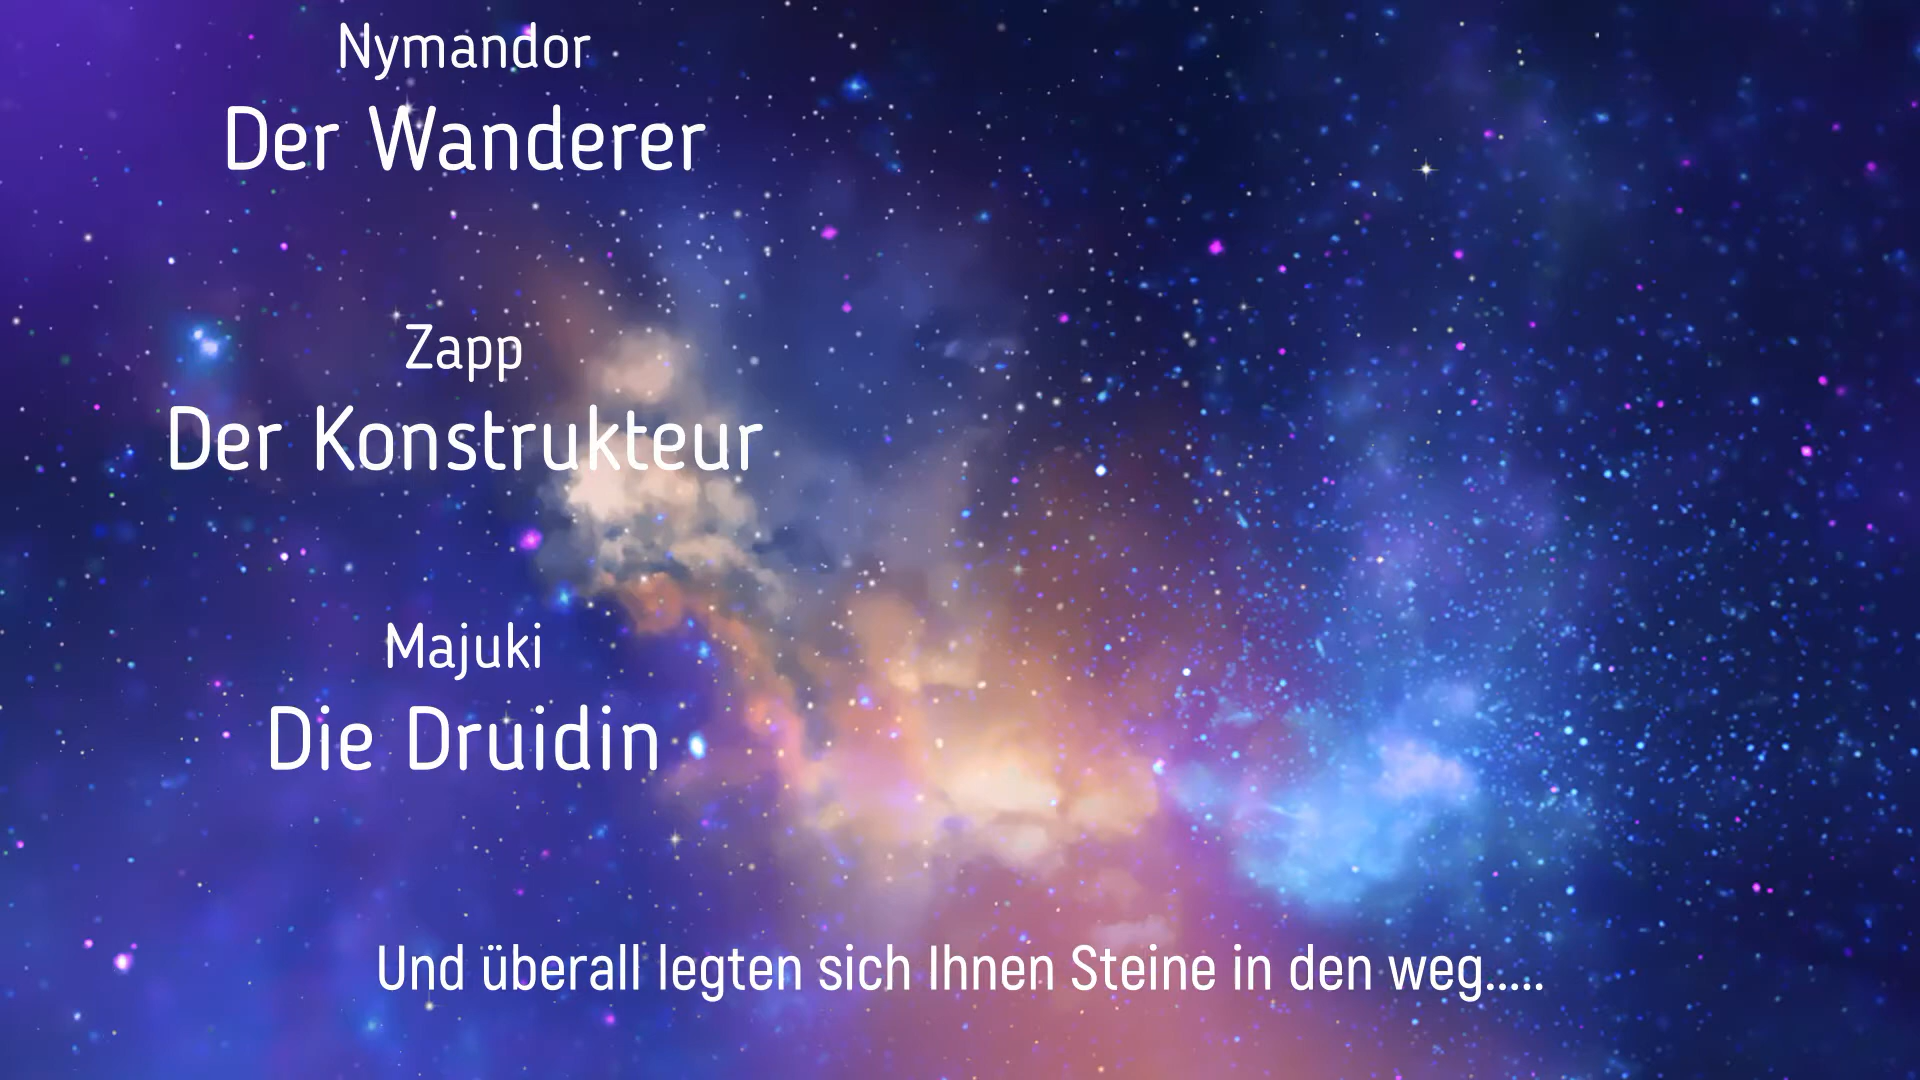 Nymandor
Der Wanderer
Zapp
Der Konstrukteur
Majuki
Die Druidin
Und überall legten sich Ihnen Steine in den weg.....